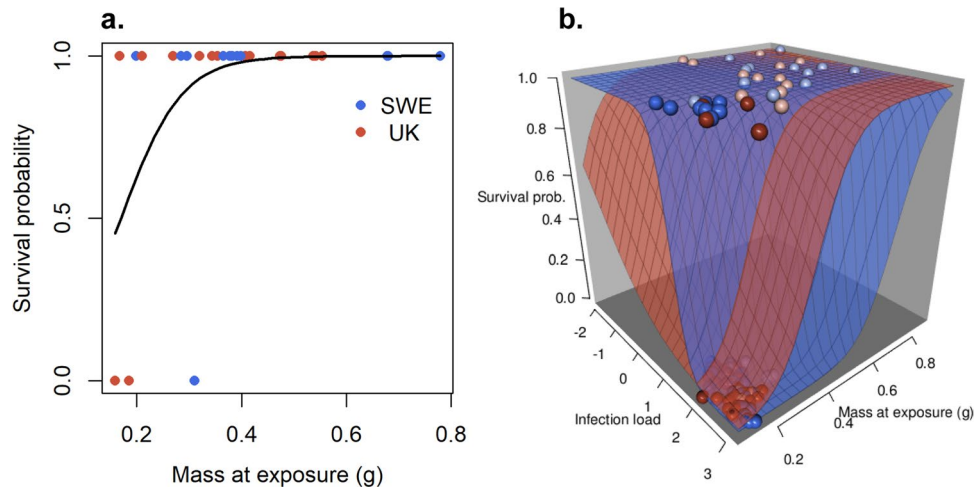 a.
1.0
0.5
0.0
Survival probability
SWE
UK
0.2 0.4 0.6 0.8
Mass at exposure (g)
b.
1.0
0.8
0.6
Survival prob.
0.4
0.2
0.0
-2
-1
0
1
2
3
Infection load
0.8
0.6
0.4
0.2
Mass at exposure (g)